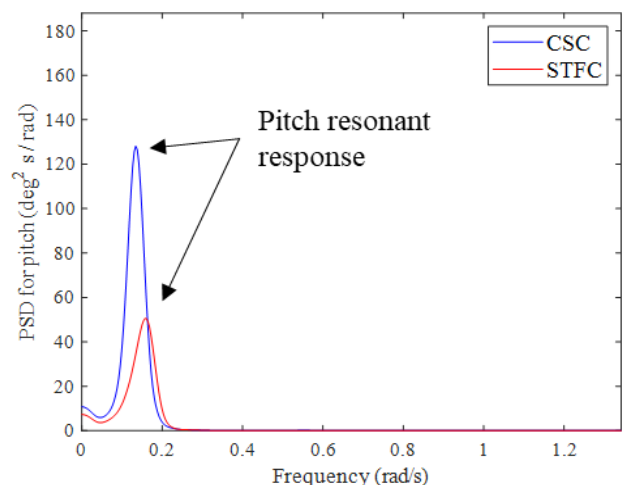 180
160
140
120
100
80
60
40
20
0
PSD for pitch (deg² s / rad)
CSC
STFC
Pitch resonant
response
0 0.2 0.4 0.6 0.8 1 1.2
Frequency (rad/s)